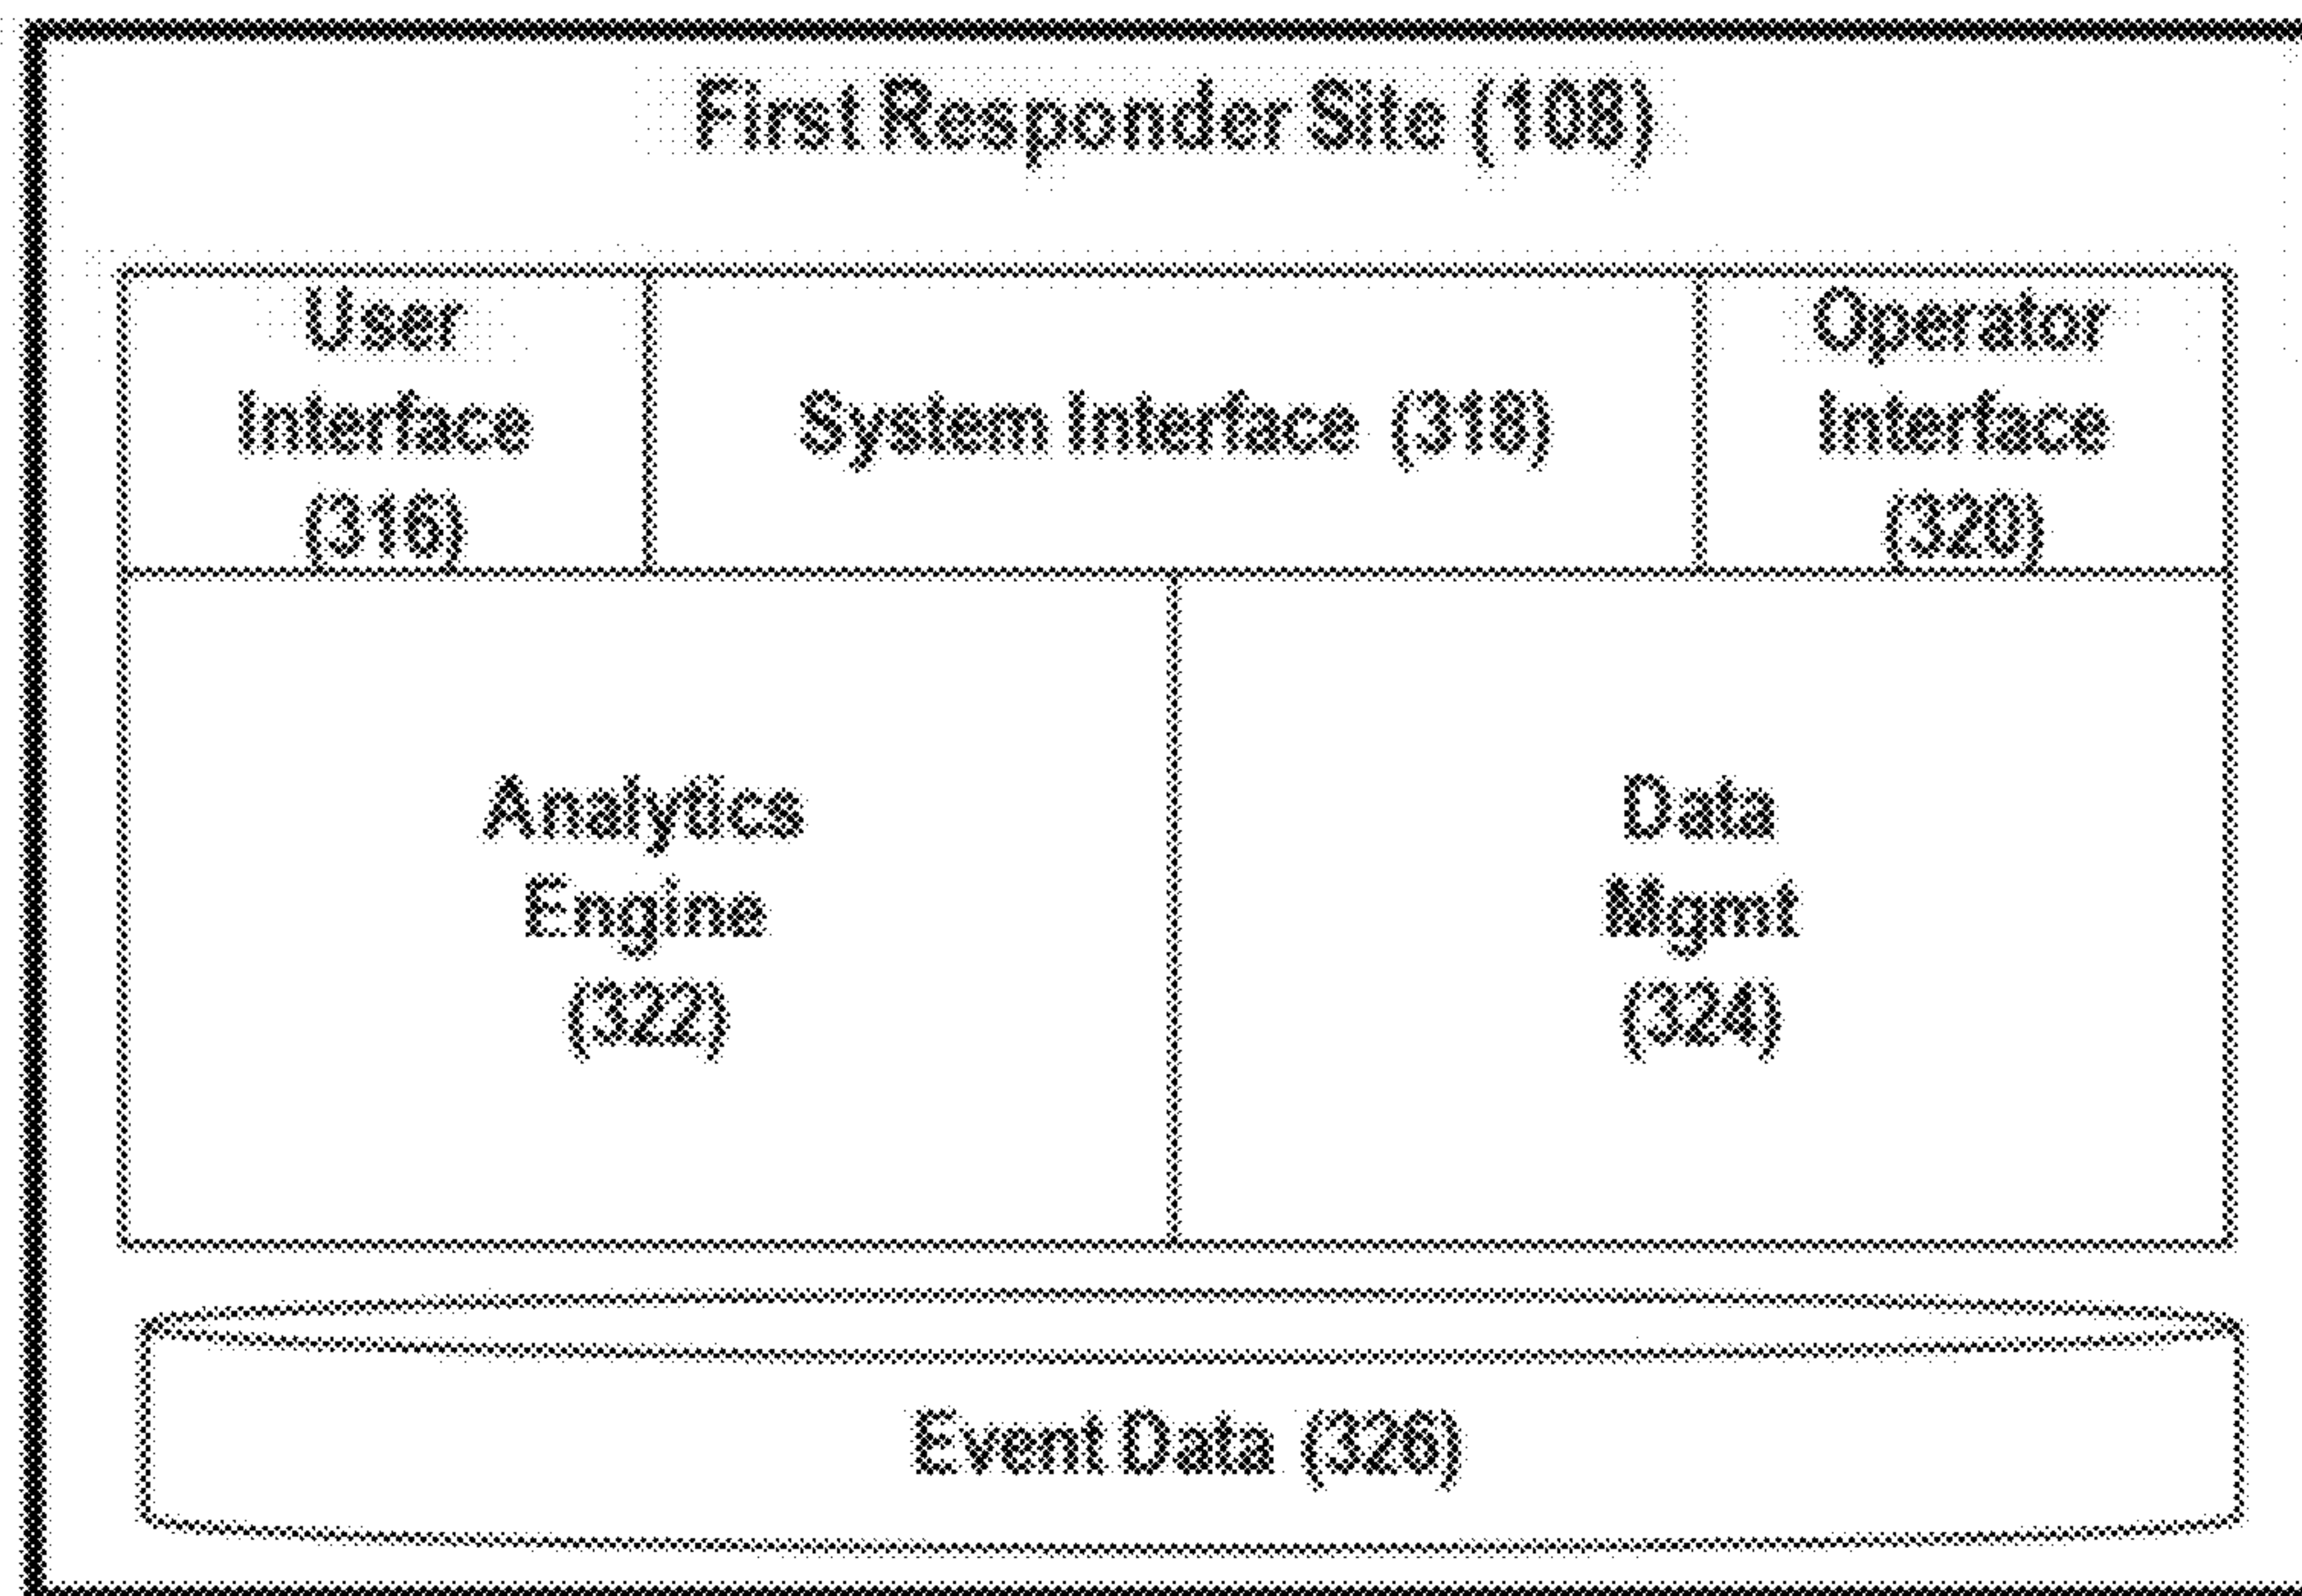 First Responder Site (108)
User
Interface
(316)
System Interface (318)
Operator
Interface
(320)
Analytics
Engine
(322)
Data
Mgmt
(324)
Event Data (326)